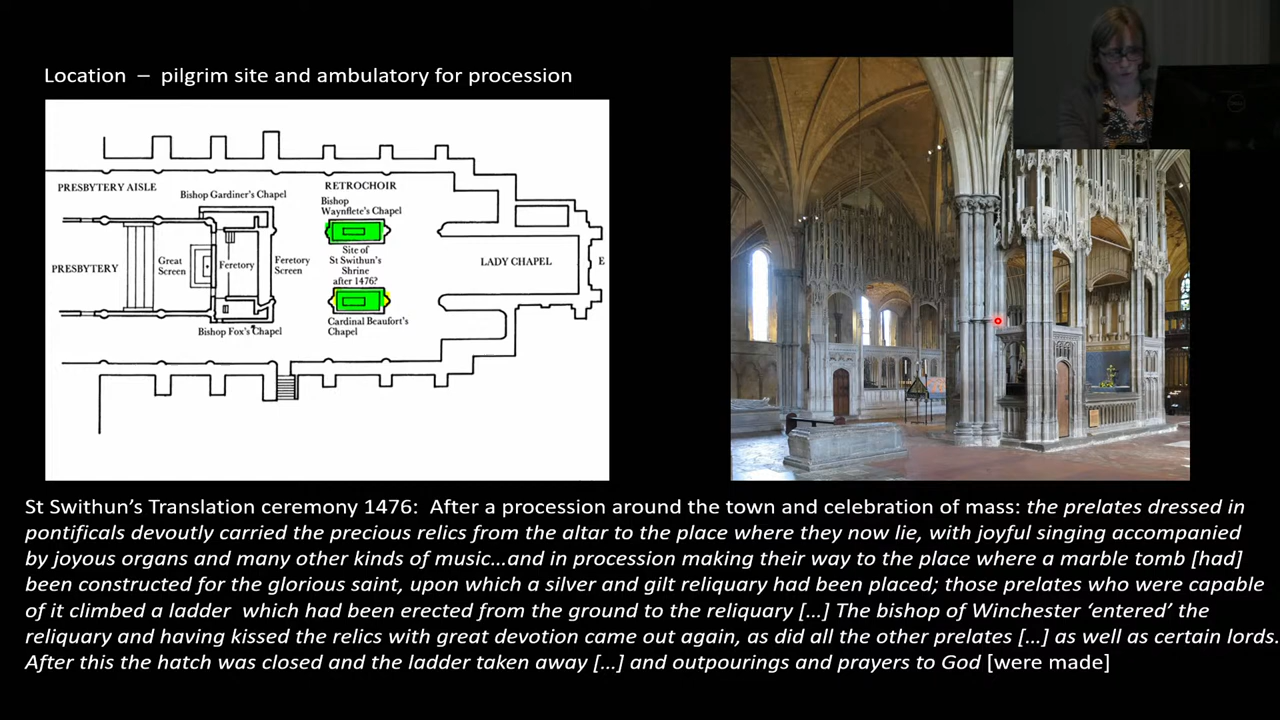 Location – pilgrim site and ambulatory for procession
PRESBYTERY AISLE
Bishop Gardiner's Chapel
RETROCHOIR
Bishop
Waynflete's Chapel
PRESBYTERY
Great
Screen
Feretory
Feretory
Screen
Site of
St Swithun's
Shrine
after 1476?
LADY CHAPEL
E
Bishop Fox's Chapel
Cardinal Beaufort's
Chapel
St Swithun's Translation ceremony 1476: After a procession around the town and celebration of mass: the prelates dressed in
pontificals devoutly carried the precious relics from the altar to the place where they now lie, with joyful singing accompanied
by joyous organs and many other kinds of music...and in procession making their way to the place where a marble tomb [had]
been constructed for the glorious saint, upon which a silver and gilt reliquary had been placed; those prelates who were capable
of it climbed a ladder which had been erected from the ground to the reliquary [...] The bishop of Winchester 'entered' the
reliquary and having kissed the relics with great devotion came out again, as did all the other prelates [...] as well as certain lords.
After this the hatch was closed and the ladder taken away [...] and outpourings and prayers to God [were made]